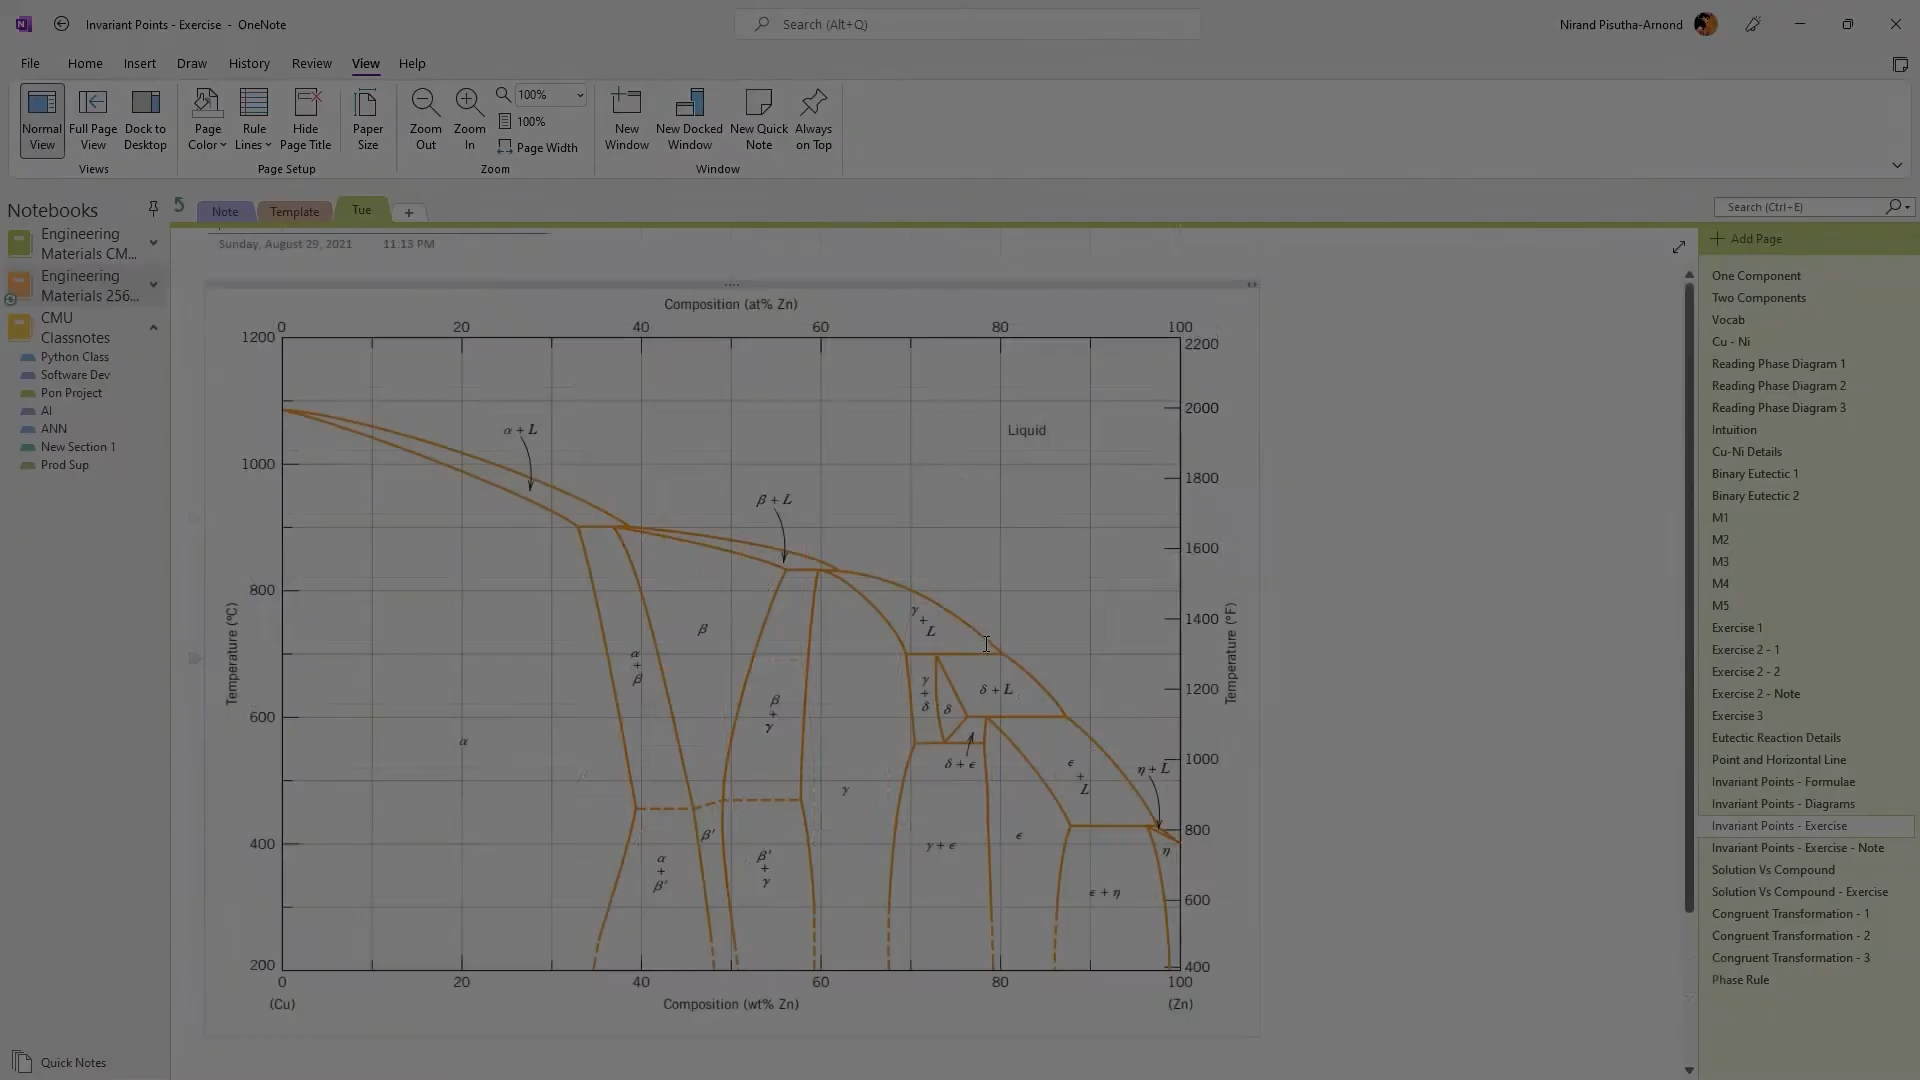 Invariant Points - Exercise - OneNote
Search (Alt+Q)
Nirand Pisutha-Arnond
File Home Insert Draw History Review View Help
Normal View
Full Page View
Dock to Desktop
Views
Page Color
Rule Lines
Hide Page Title
Paper Size
Page Setup
Zoom Out
Zoom In
100%
100%
Page Width
Zoom
New Window
New Docked Window
New Quick Note
Always on Top
Window
Notebooks
Note
Template
Tue
+
Search (Ctrl+E)
Engineering
Materials CM...
Engineering
Materials 256...
CMU
Classnotes
Python Class
Software Dev
Pon Project
AI
ANN
New Section 1
Prod Sup
Quick Notes
Sunday, August 29, 2021 11:13 PM
Composition (at% Zn)
0 20 40 60 80 100
1200
1000
800
600
400
200
Temperature (°C)
2200
2000
1800
1600
1400
1200
1000
800
600
400
Temperature (°F)
α + L
Liquid
β + L
γ
+
L
β
α
+
β
γ
+
δ
δ
δ + L
β
+
γ
α
δ + ϵ
ϵ
+
L
η + L
γ
β′
ϵ
γ + ϵ
η
α
+
β′
β′
+
γ
ϵ + η
0 20 40 60 80 100
(Cu)
Composition (wt% Zn)
(Zn)
Add Page
One Component
Two Components
Vocab
Cu - Ni
Reading Phase Diagram 1
Reading Phase Diagram 2
Reading Phase Diagram 3
Intuition
Cu-Ni Details
Binary Eutectic 1
Binary Eutectic 2
M1
M2
M3
M4
M5
Exercise 1
Exercise 2 - 1
Exercise 2 - 2
Exercise 2 - Note
Exercise 3
Eutectic Reaction Details
Point and Horizontal Line
Invariant Points - Formulae
Invariant Points - Diagrams
Invariant Points - Exercise
Invariant Points - Exercise - Note
Solution Vs Compound
Solution Vs Compound - Exercise
Congruent Transformation - 1
Congruent Transformation - 2
Congruent Transformation - 3
Phase Rule